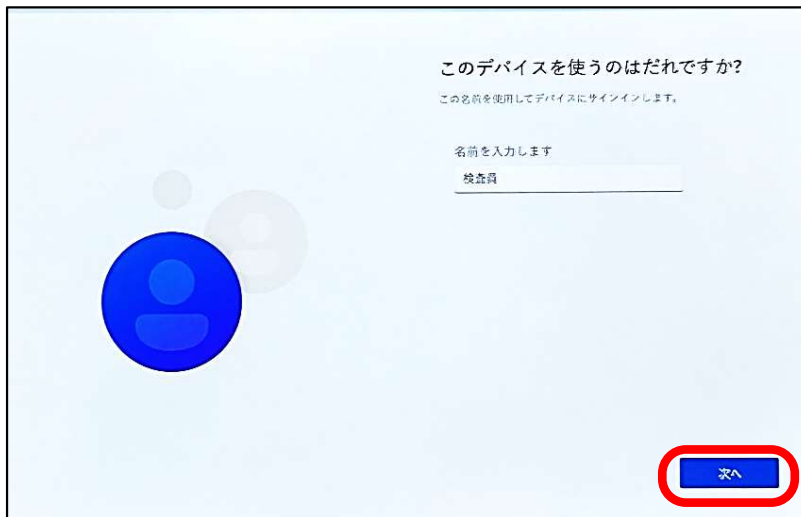 このデバイスを使うのはだれですか?
この名前を使用してデバイスにサインインします。
名前を入力します
検査員
次へ